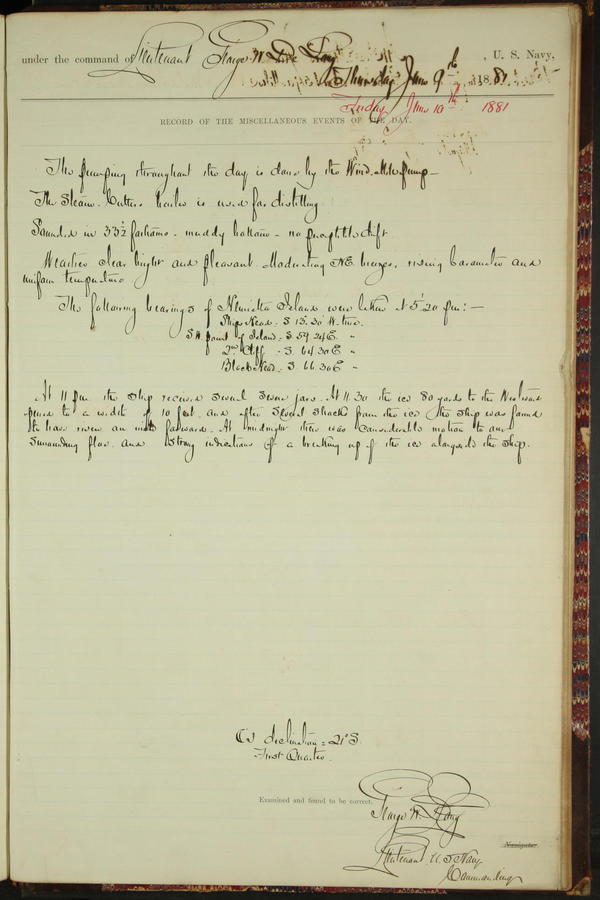 under the command of Lieutenant George W. De Long, U. S. Navy,
Thursday June 9th, 1881
Friday June 10th 1881
RECORD OF THE MISCELLANEOUS EVENTS OF THE DAY.
The pumping throughout the day is done by the Wind-Mill pump—
The Steam-Cutters boiler is used for distilling
Sounded in 33½ fathoms - muddy bottom - no perceptible drift
Weather clear bright and pleasant. Moderating NE breezes, rising barometer and
uniform temperature
The following bearings of Henrietta Island were taken at 5.20 pm:—
Ship's Head - S 15.30 W. true.
S.W. point of Island - S 59.24 E "
2nd Cliff - S. 64.30 E "
Black Head - S 66.30 E "
At 11 pm the Ship received several severe jars. At 11.30 the ice 80 yards to the Westward
opened to a width of 10 feet, and after several shocks from the ice the Ship was found
to have risen an inch forward. At midnight there was considerable motion to our
surrounding floe, and strong indications of a breaking up of the ice alongside the Ship.
declination = 21° S.
First Quarter
Examined and found to be correct.
George W. De Long
Navigator
Lieutenant U. S. Navy
Commanding